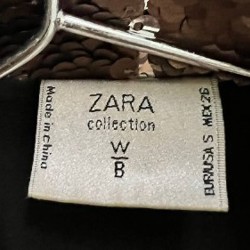 Made in china
ZARA
collection
W
B
EUR/USA S MEX 26